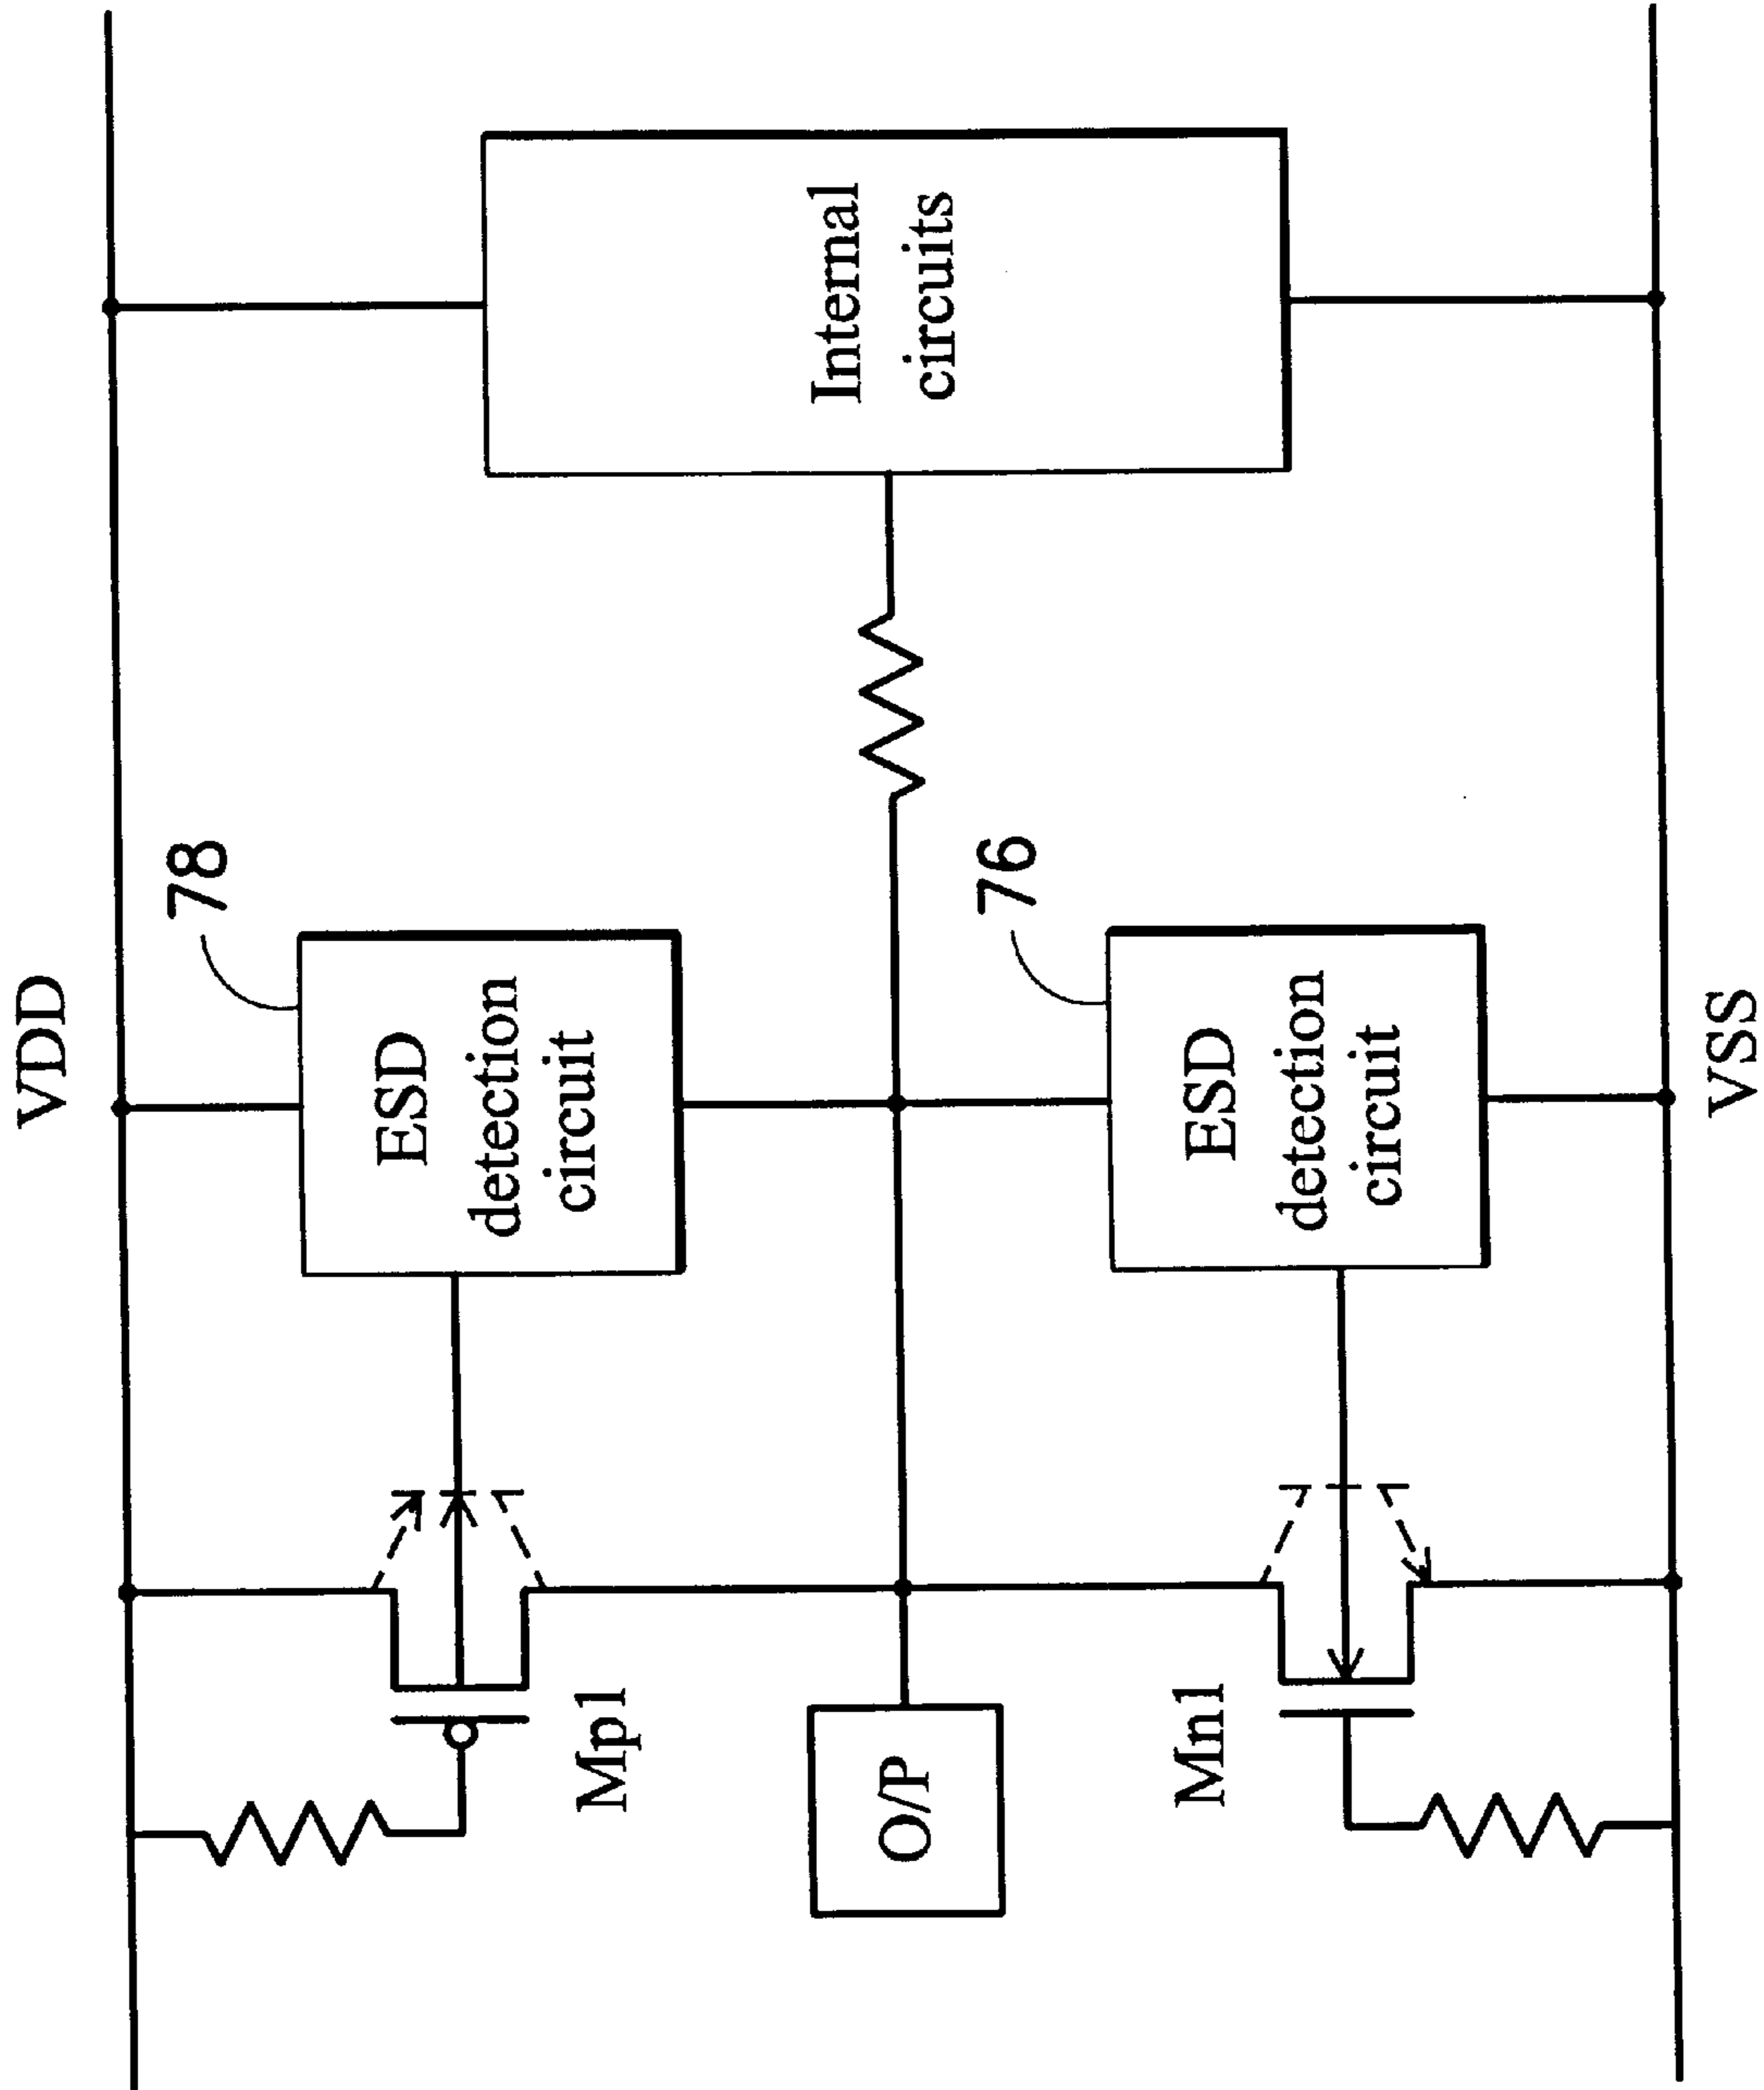 VDD
78
ESD
detection
circuit
Mp1
Internal
circuits
O/P
76
ESD
detection
circuit
Mn1
VSS